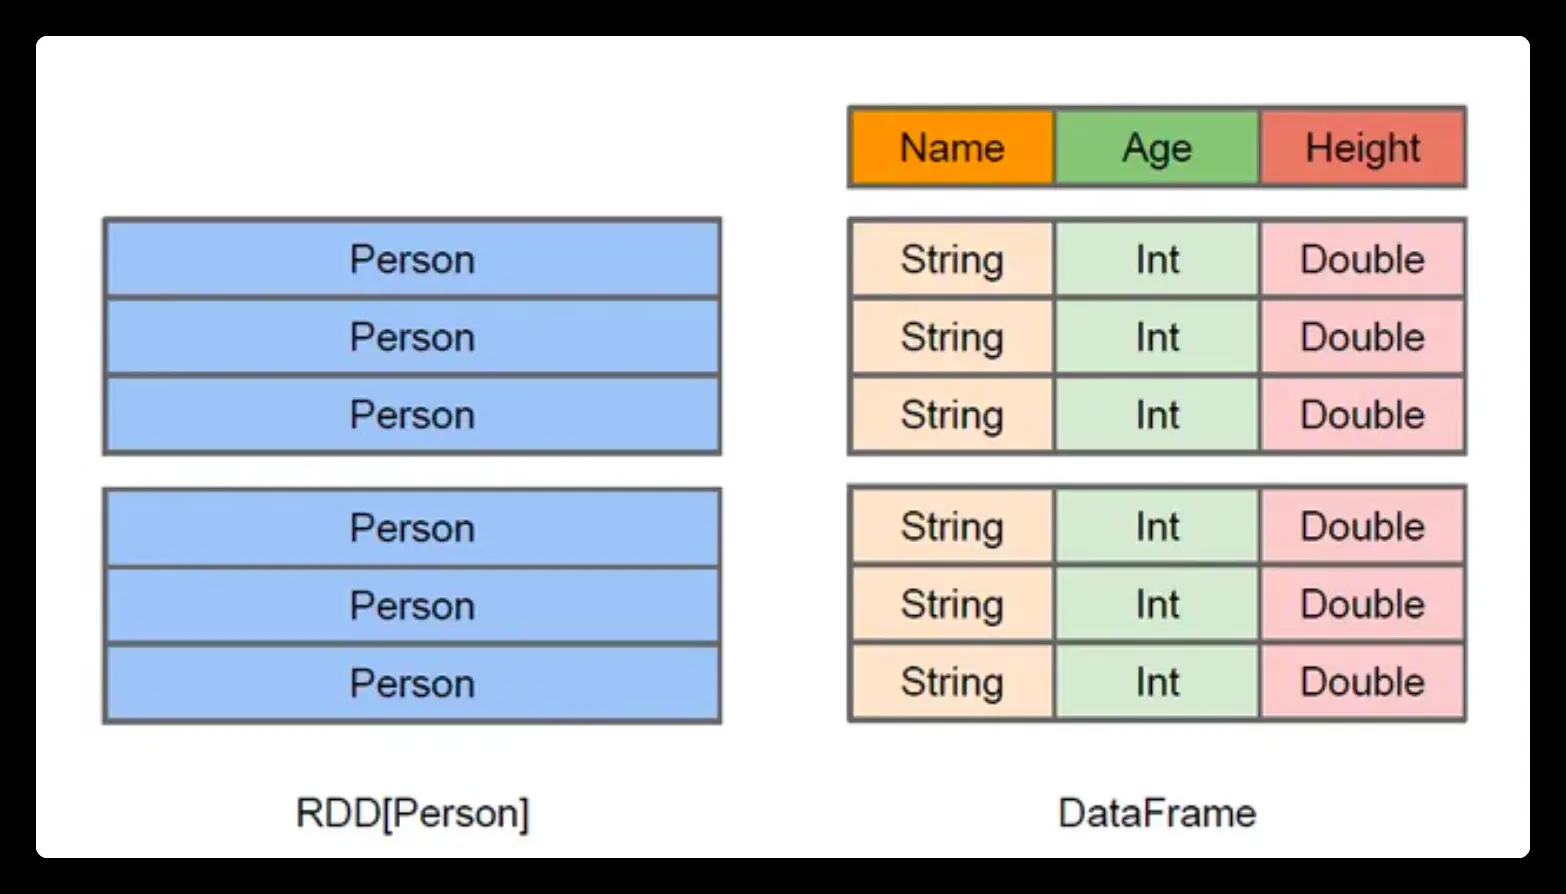 Name Age Height
Person String Int Double
Person String Int Double
Person String Int Double
Person String Int Double
Person String Int Double
Person String Int Double
RDD[Person] DataFrame